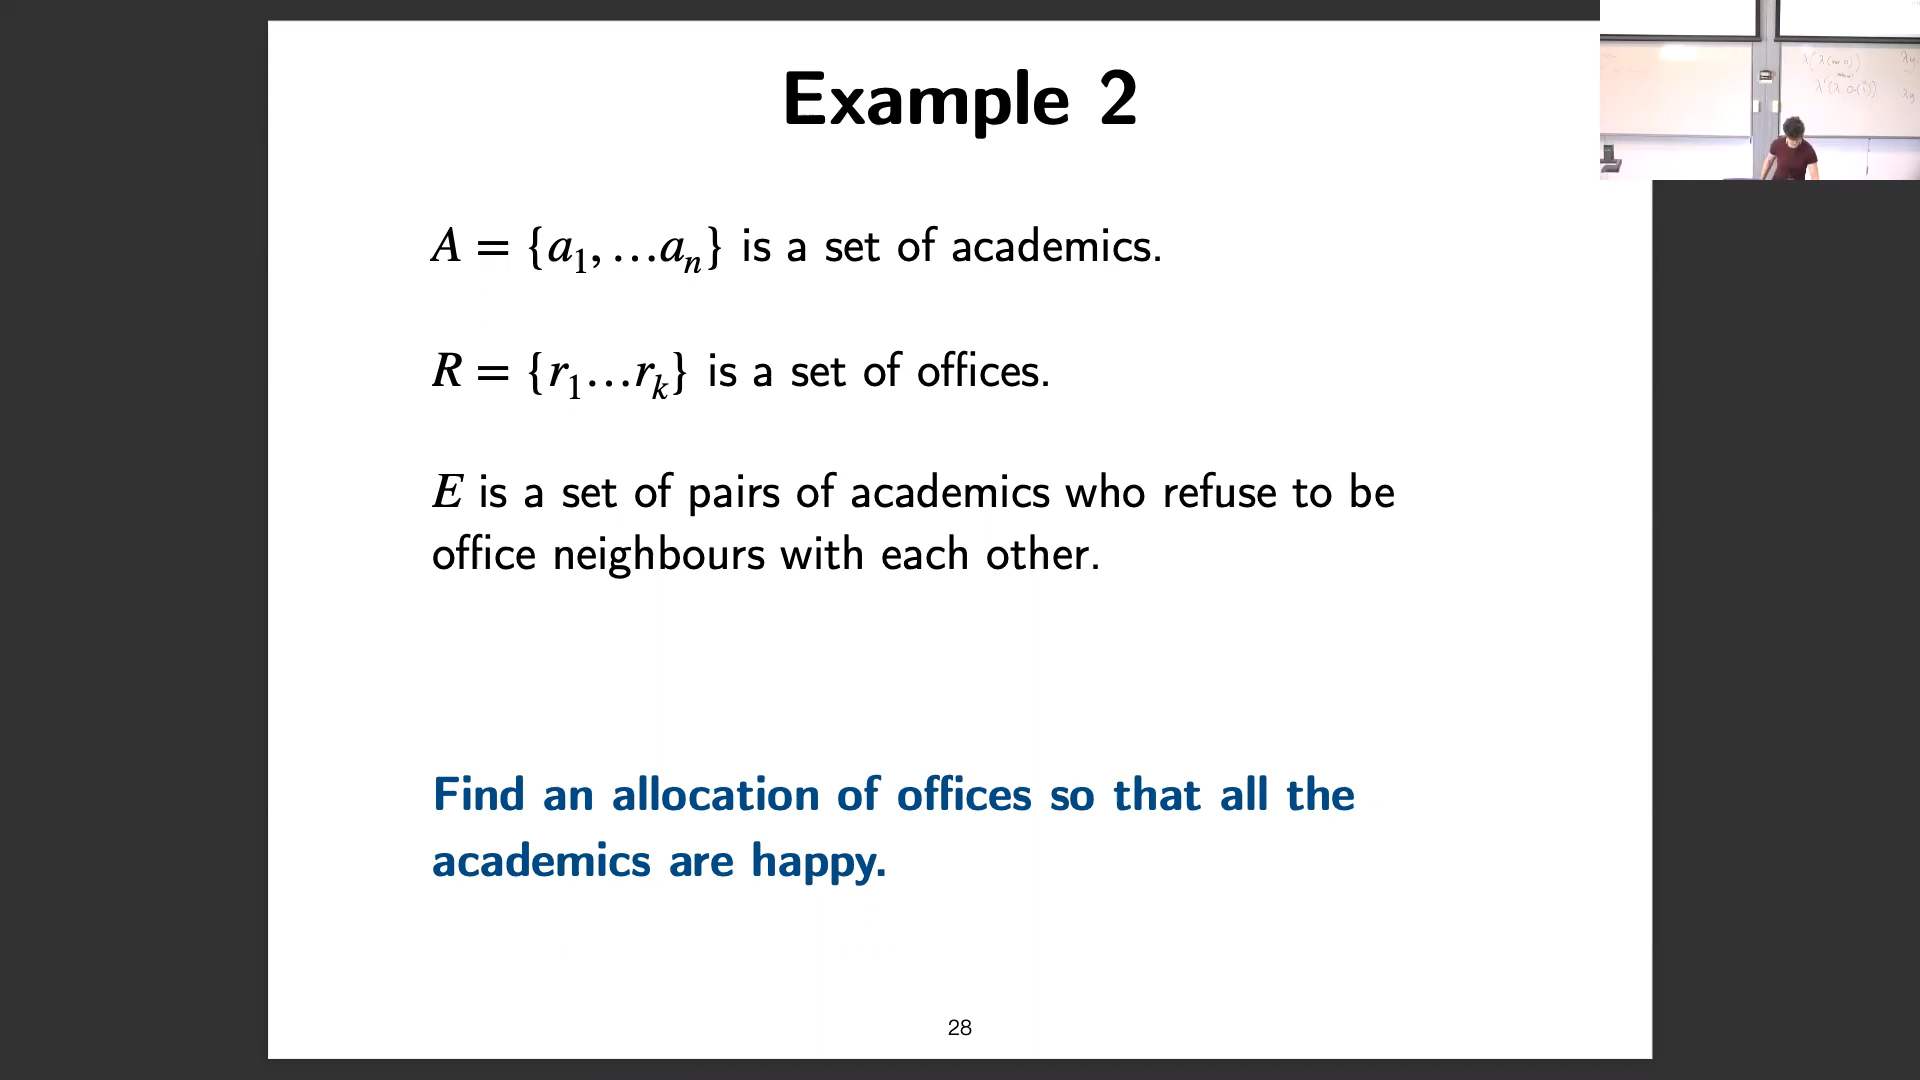 Example 2
A = {a₁, …aₙ} is a set of academics.
R = {r₁…rₖ} is a set of offices.
E is a set of pairs of academics who refuse to be
office neighbours with each other.
Find an allocation of offices so that all the
academics are happy.
28